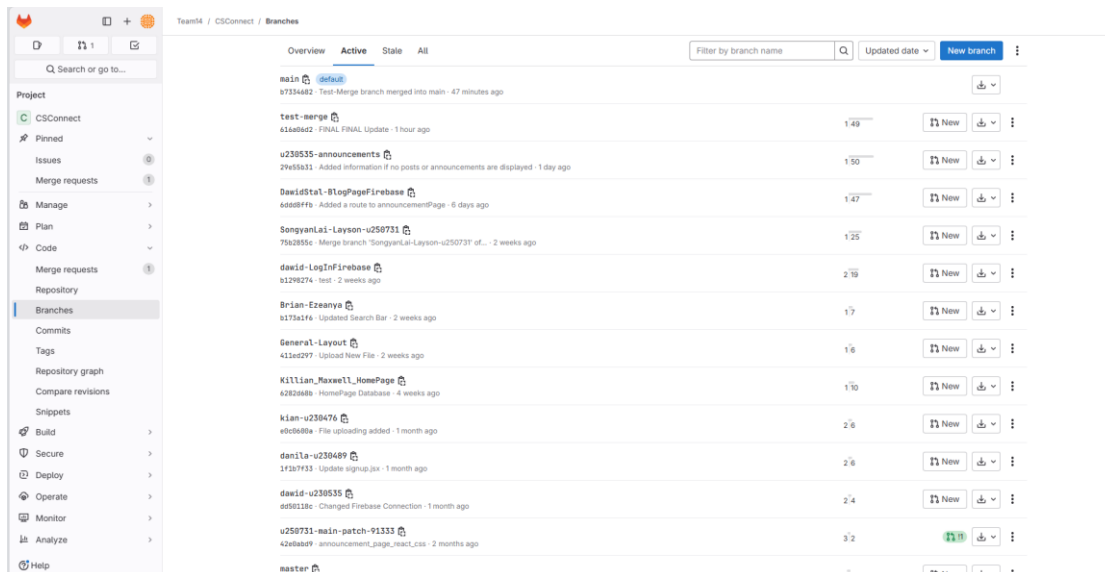 Team14 / CSConnect / Branches
1
Search or go to...
Project
C CSConnect
Pinned
Issues 0
Merge requests 1
Manage
Plan
Code
Merge requests 1
Repository
Branches
Commits
Tags
Repository graph
Compare revisions
Snippets
Build
Secure
Deploy
Operate
Monitor
Analyze
Help
Overview Active Stale All
Filter by branch name
Updated date
New branch
main default
b7334682 · Test-Merge branch merged into main · 47 minutes ago
test-merge
616a06d2 · FINAL FINAL Update · 1 hour ago
1 49 New
u230535-announcements
29e55b31 · Added information if no posts or announcements are displayed · 1 day ago
1 50 New
DawidStal-BlogPageFirebase
6ddd8ffb · Added a route to announcementPage · 6 days ago
1 47 New
SongyanLai-Layson-u250731
75b2855c · Merge branch 'SongyanLai-Layson-u250731' of... · 2 weeks ago
1 25 New
dawid-LogInFirebase
b1298274 · test · 2 weeks ago
2 19 New
Brian-Ezeanya
b173a1f6 · Updated Search Bar · 2 weeks ago
1 7 New
General-Layout
411ed297 · Upload New File · 2 weeks ago
1 6 New
Killian_Maxwell_HomePage
6282d68b · HomePage Database · 4 weeks ago
1 10 New
kian-u230476
e0c0600a · File uploading added · 1 month ago
2 6 New
danila-u230489
1f1b7f33 · Update signup.jsx · 1 month ago
2 6 New
dawid-u230535
dd50118c · Changed Firebase Connection · 1 month ago
2 4 New
u250731-main-patch-91333
42e0abd9 · announcement_page_react_css · 2 months ago
3 2
master